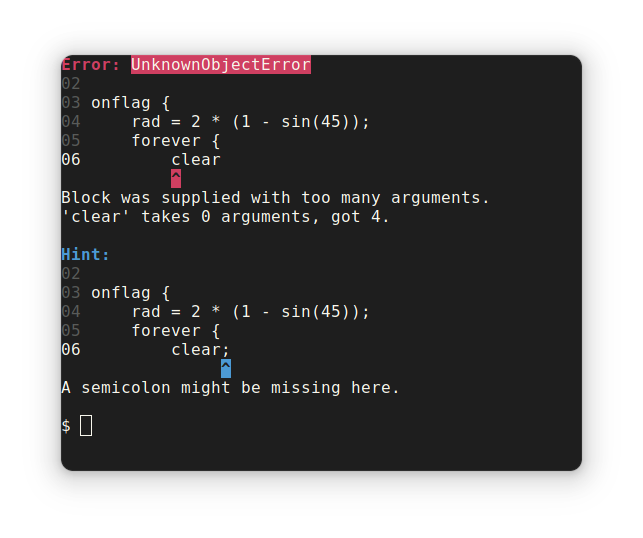 Error: UnknownObjectError
02
03 onflag {
04     rad = 2 * (1 - sin(45));
05     forever {
06         clear
           ^
Block was supplied with too many arguments.
'clear' takes 0 arguments, got 4.
Hint:
02
03 onflag {
04     rad = 2 * (1 - sin(45));
05     forever {
06         clear;
                ^
A semicolon might be missing here.
$